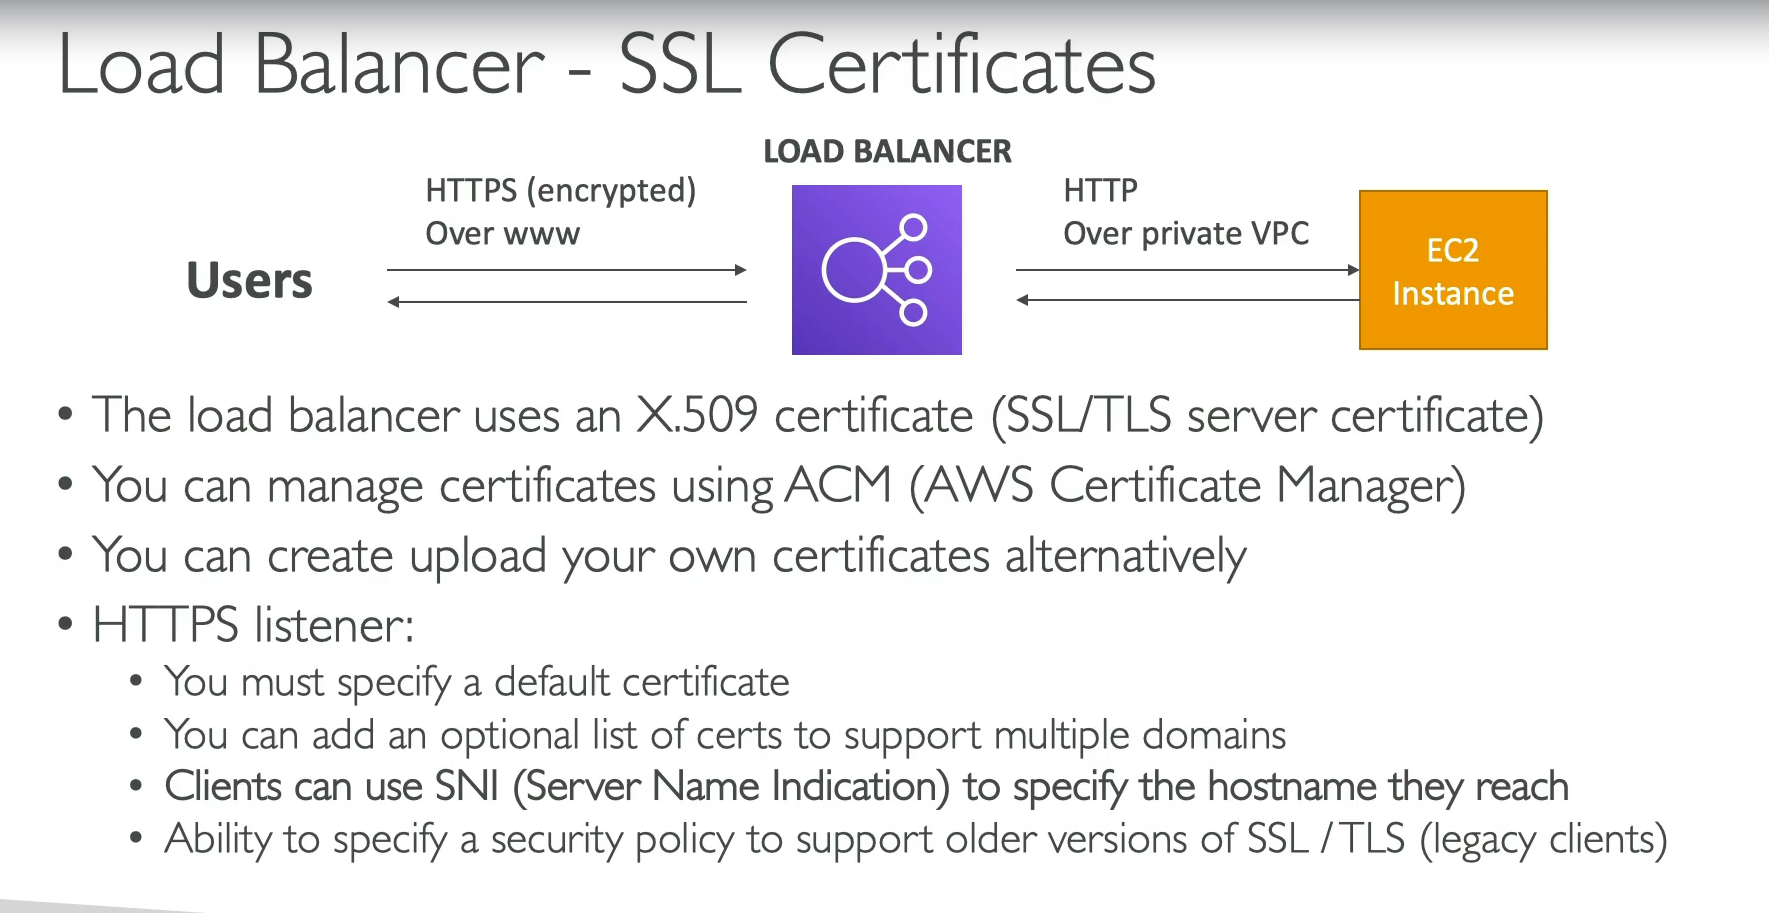 Load Balancer - SSL Certificates
LOAD BALANCER
HTTPS (encrypted)
Over www
HTTP
Over private VPC
Users
EC2
Instance
• The load balancer uses an X.509 certificate (SSL/TLS server certificate)
• You can manage certificates using ACM (AWS Certificate Manager)
• You can create upload your own certificates alternatively
• HTTPS listener:
• You must specify a default certificate
• You can add an optional list of certs to support multiple domains
• Clients can use SNI (Server Name Indication) to specify the hostname they reach
• Ability to specify a security policy to support older versions of SSL / TLS (legacy clients)